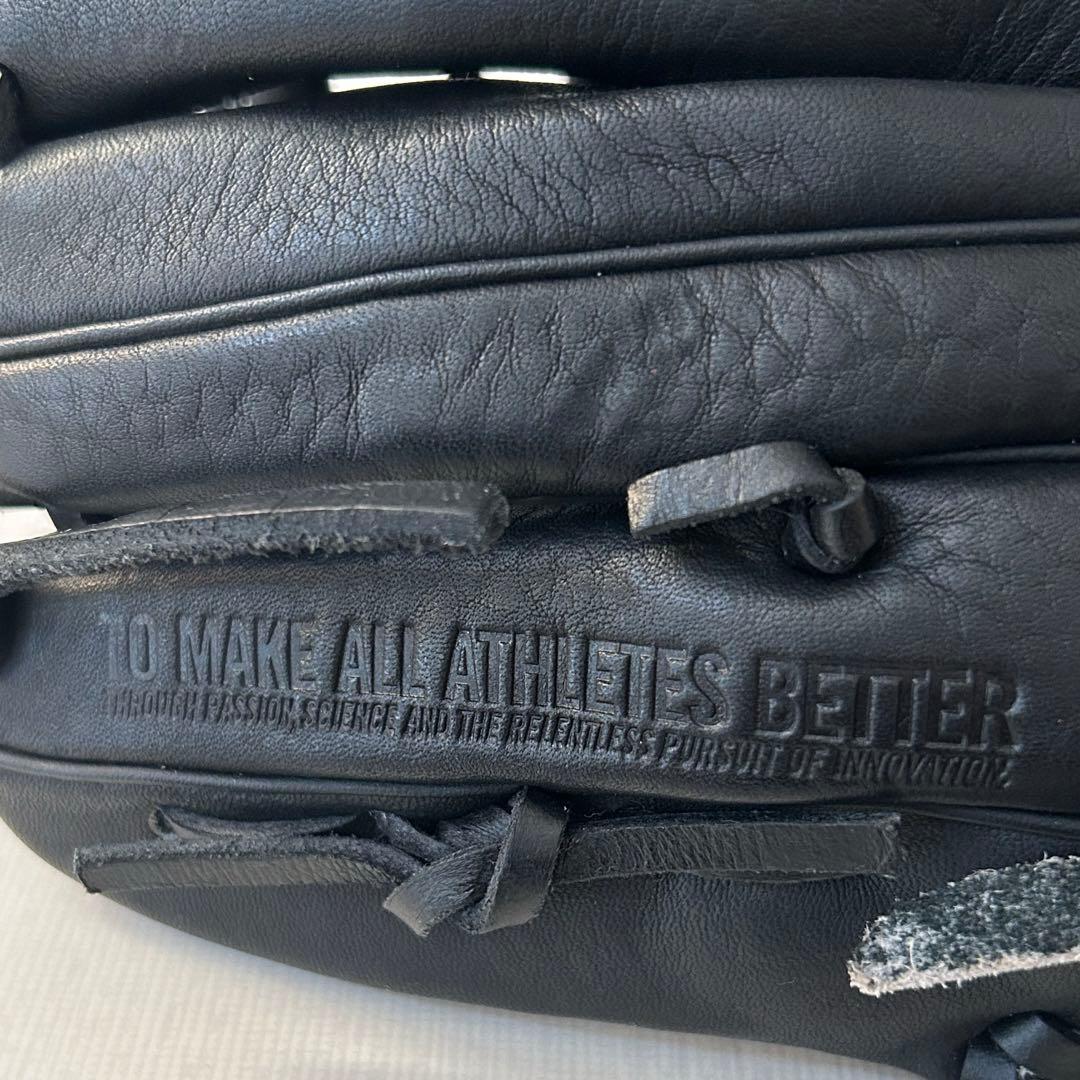 TO MAKE ALL ATHLETES BETTER
THROUGH PASSION, SCIENCE AND THE RELENTLESS PURSUIT OF INNOVATION.